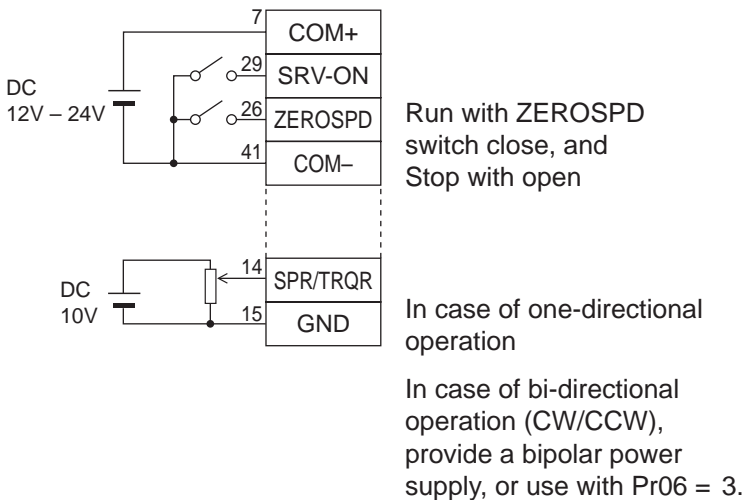 7
COM+
29
SRV-ON
DC
12V – 24V
26
ZEROSPD
41
COM–
Run with ZEROSPD
switch close, and
Stop with open
DC
10V
14
SPR/TRQR
15
GND
In case of one-directional
operation
In case of bi-directional
operation (CW/CCW),
provide a bipolar power
supply, or use with Pr06 = 3.